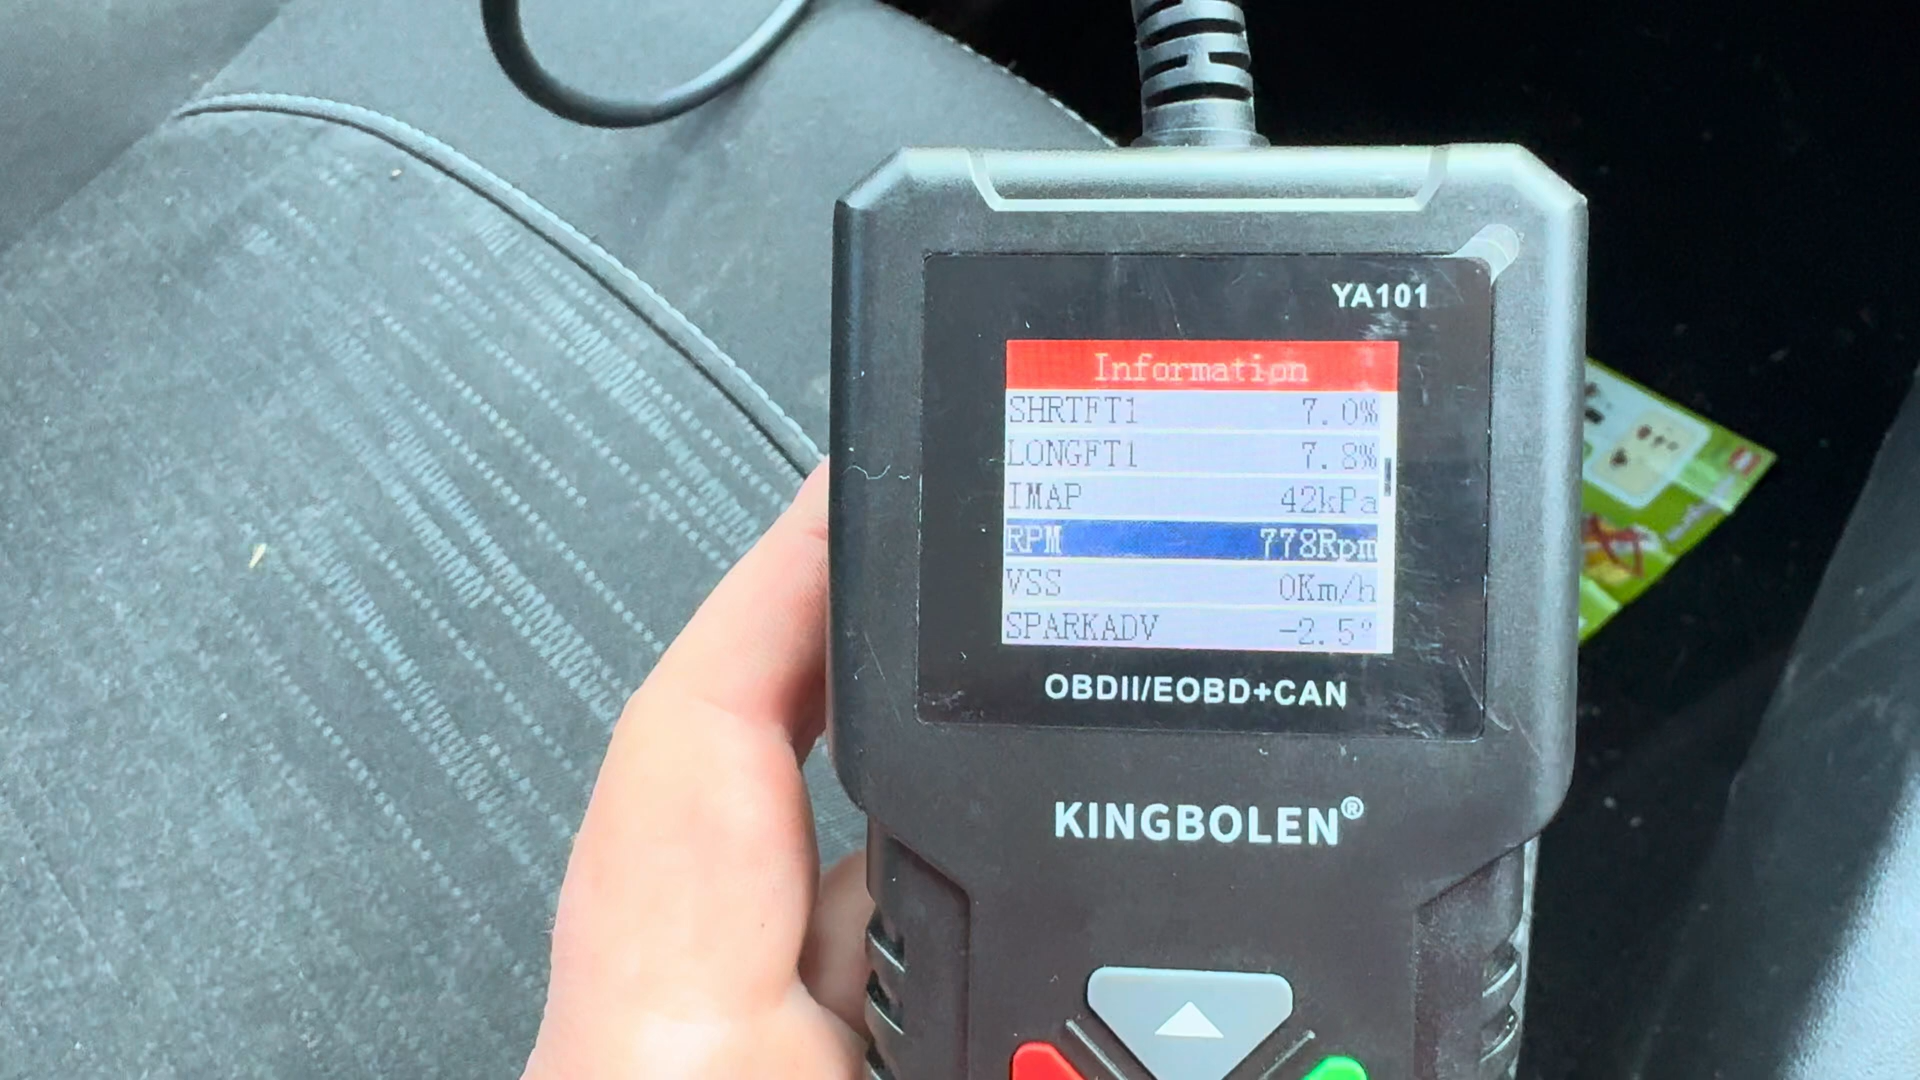 YA101
Information
SHRTFT1 7.0%
LONGFT1 7.8%
IMAP 42kPa
RPM 778Rpm
VSS 0Km/h
SPARKADV -2.5°
OBDII/EOBD+CAN
KINGBOLEN®